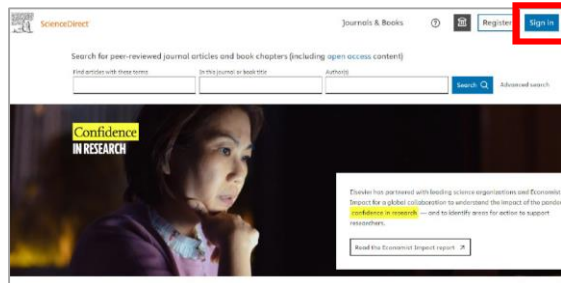 ScienceDirect
Journals & Books
Register
Sign in
Search for peer-reviewed journal articles and book chapters (including open access content)
Find articles with these terms
In this journal or book title
Author(s)
Search
Advanced search
Confidence
IN RESEARCH
Elsevier has partnered with leading science organizations and Economist
Impact for a global collaboration to understand the impact of the pande
confidence in research — and to identify areas for action to support
researchers.
Read the Economist Impact report